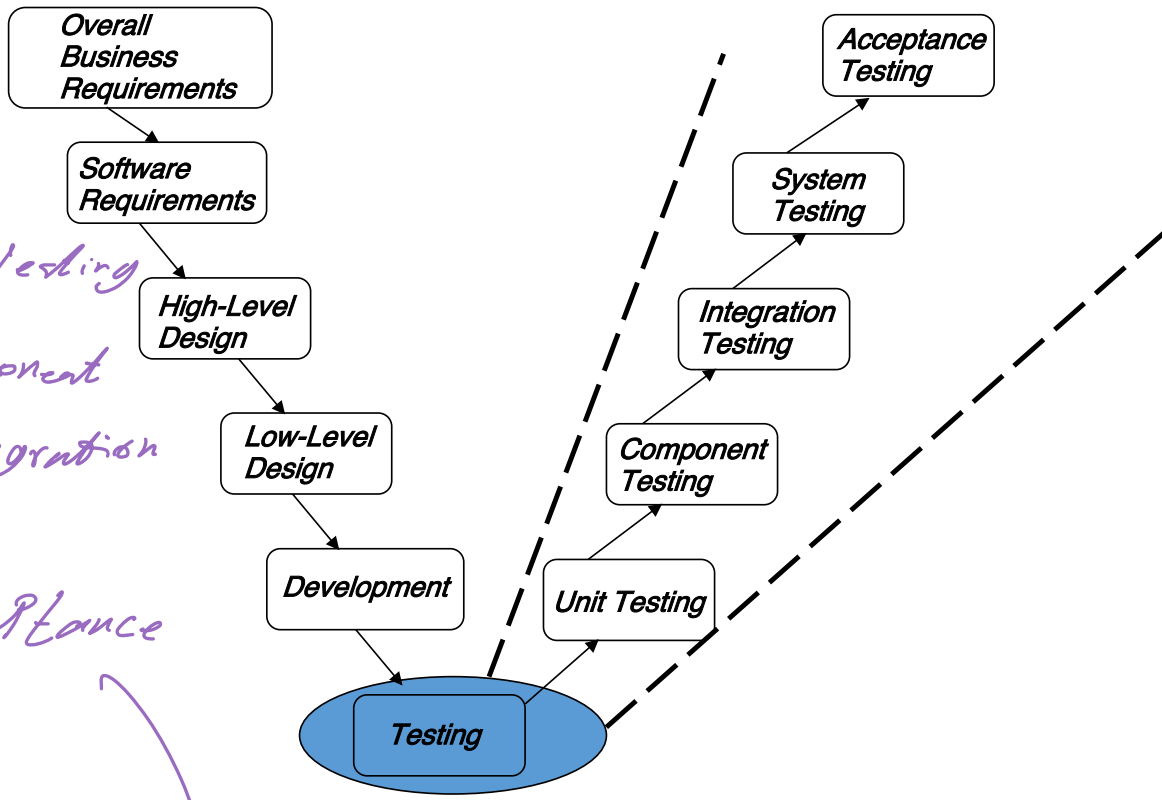 Overall
Business
Requirements
Acceptance
Testing
Software
Requirements
System
Testing
High-Level
Design
Integration
Testing
Low-Level
Design
Component
Testing
Development
Unit Testing
Testing